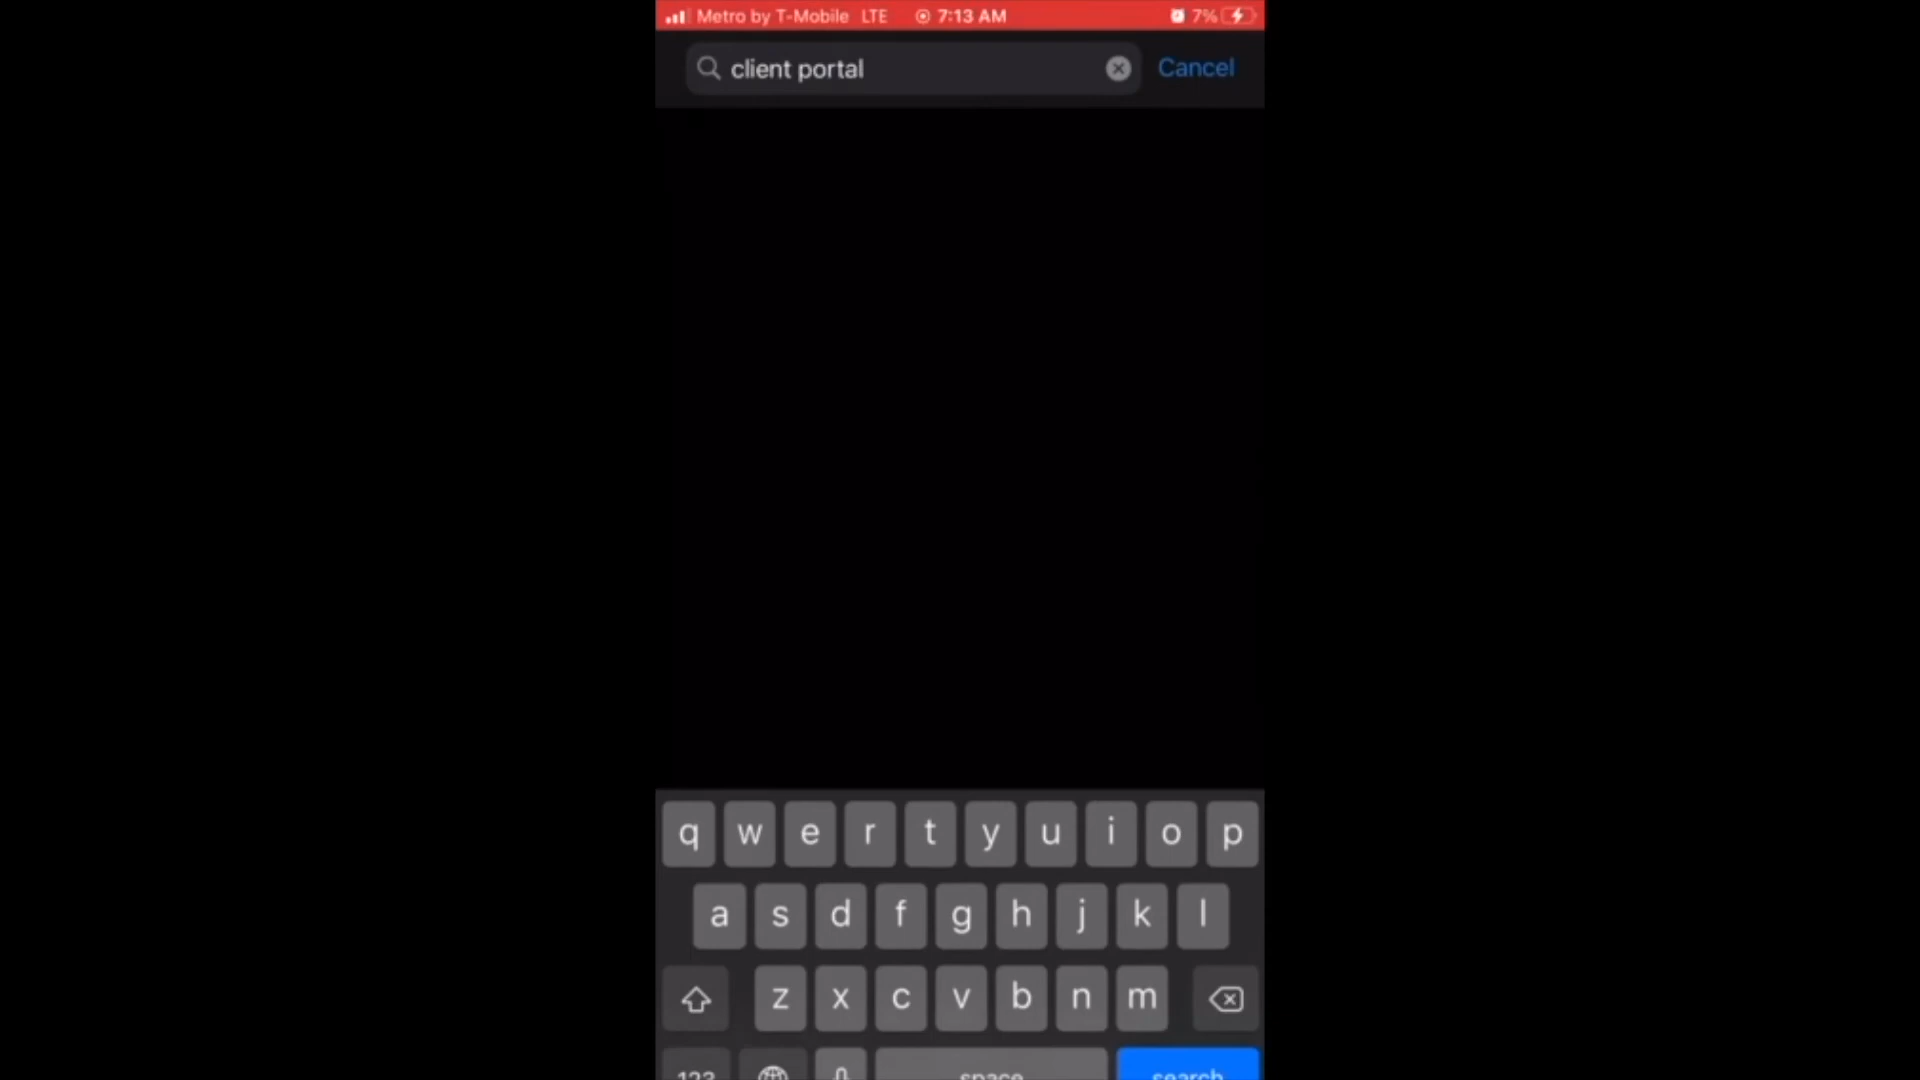 Metro by T-Mobile LTE 7:13 AM 7%
client portal Cancel
q w e r t y u i o p
a s d f g h j k l
z x c v b n m
123 space search